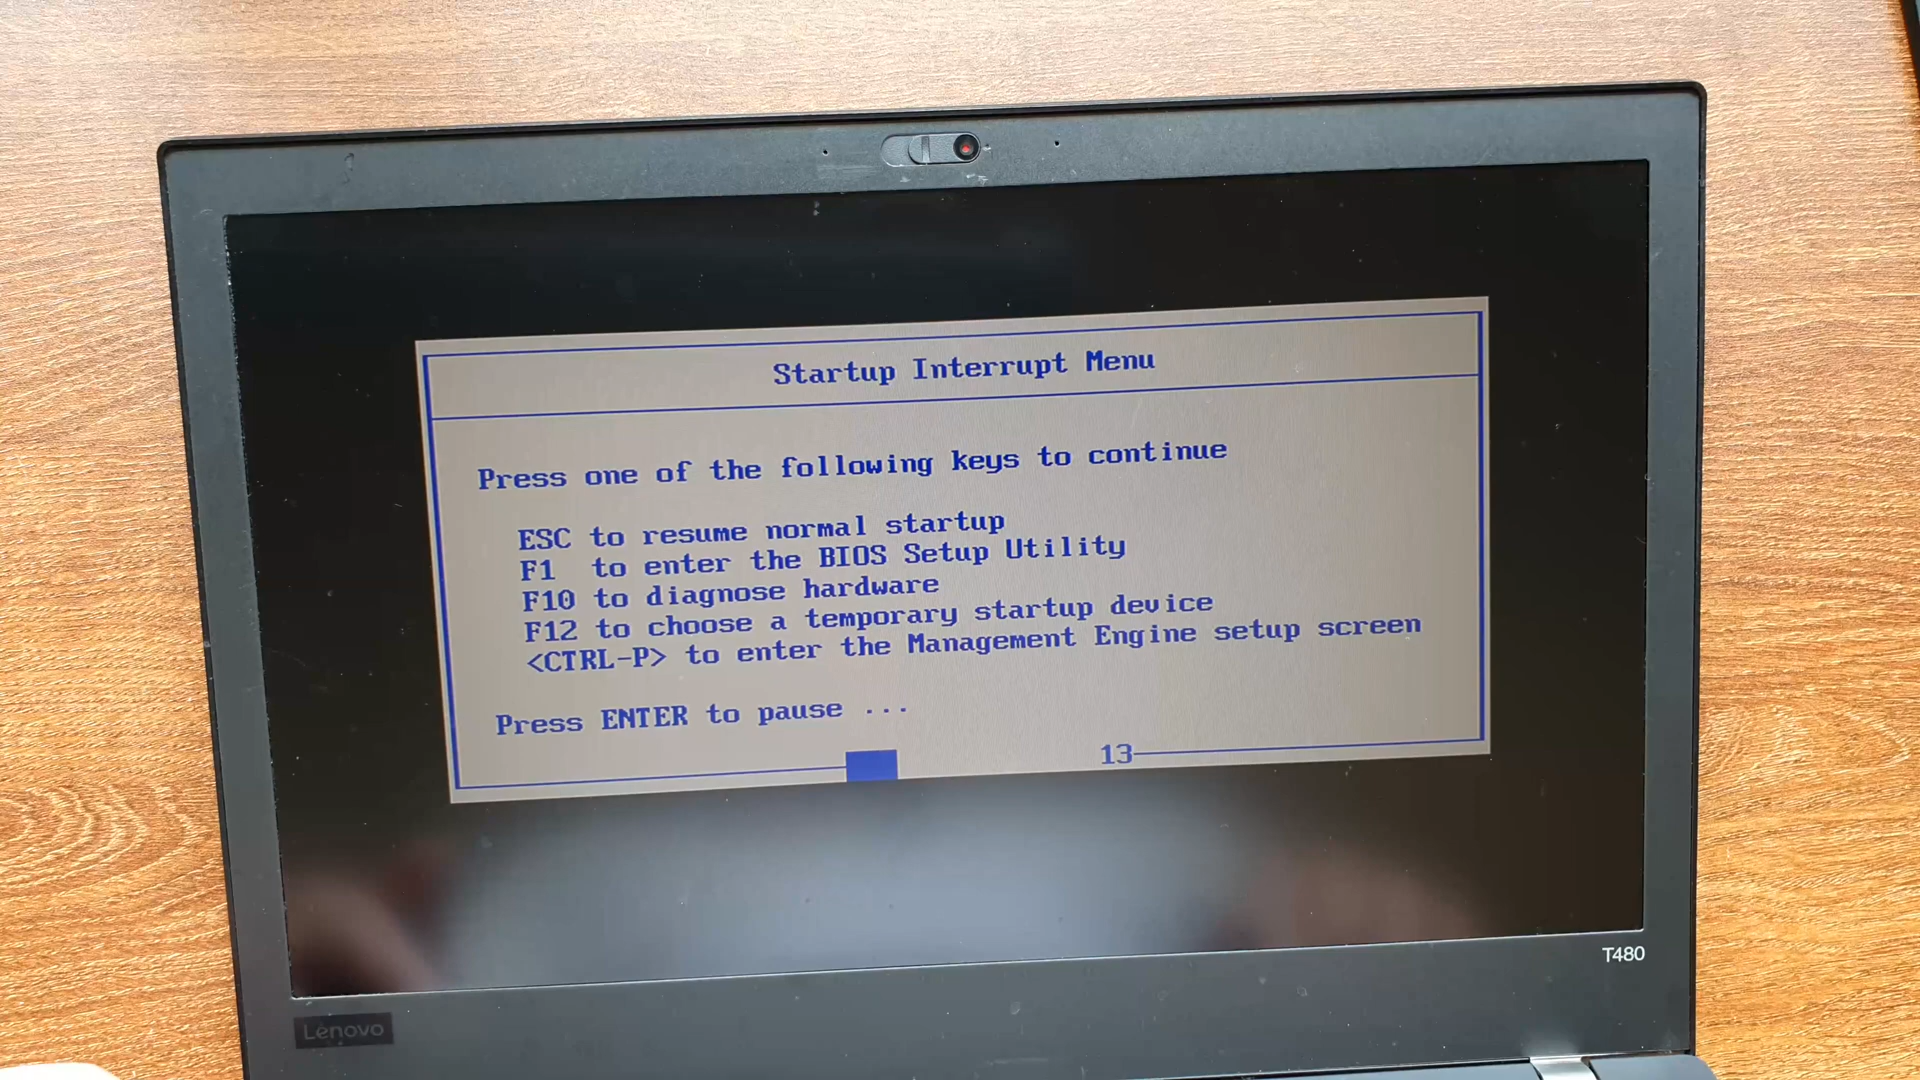 Startup Interrupt Menu
Press one of the following keys to continue
ESC to resume normal startup
F1  to enter the BIOS Setup Utility
F10 to diagnose hardware
F12 to choose a temporary startup device
<CTRL-P> to enter the Management Engine setup screen
Press ENTER to pause ...
13
T480
Lenovo